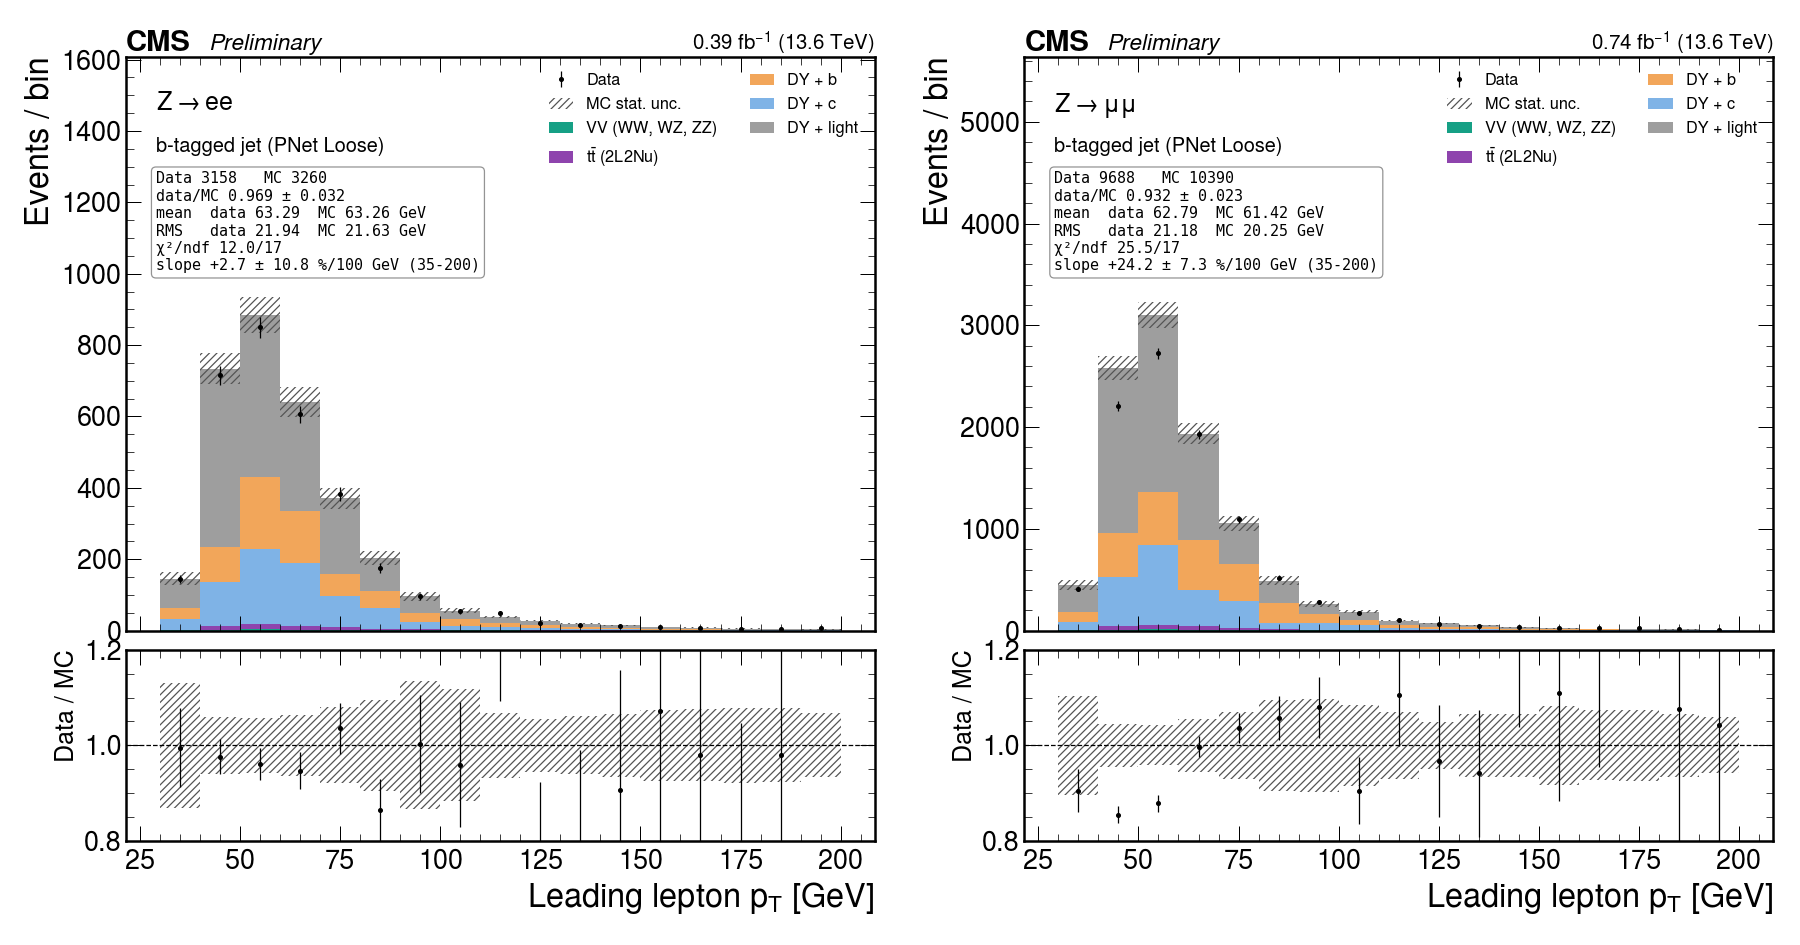 CMS Preliminary 0.39 fb⁻¹ (13.6 TeV)
Events / bin
1600
1400
1200
1000
800
600
400
200
0
Z → ee
b-tagged jet (PNet Loose)
Data 3158 MC 3260
data/MC 0.969 ± 0.032
mean data 63.29 MC 63.26 GeV
RMS data 21.94 MC 21.63 GeV
χ²/ndf 12.0/17
slope +2.7 ± 10.8 %/100 GeV (35-200)
Data
MC stat. unc.
VV (WW, WZ, ZZ)
tt̄ (2L2Nu)
DY + b
DY + c
DY + light
Data / MC
1.2
1.0
0.8
25 50 75 100 125 150 175 200
Leading lepton p_T [GeV]
CMS Preliminary 0.74 fb⁻¹ (13.6 TeV)
Events / bin
5000
4000
3000
2000
1000
0
Z → μμ
b-tagged jet (PNet Loose)
Data 9688 MC 10390
data/MC 0.932 ± 0.023
mean data 62.79 MC 61.42 GeV
RMS data 21.18 MC 20.25 GeV
χ²/ndf 25.5/17
slope +24.2 ± 7.3 %/100 GeV (35-200)
Data
MC stat. unc.
VV (WW, WZ, ZZ)
tt̄ (2L2Nu)
DY + b
DY + c
DY + light
Data / MC
1.2
1.0
0.8
25 50 75 100 125 150 175 200
Leading lepton p_T [GeV]